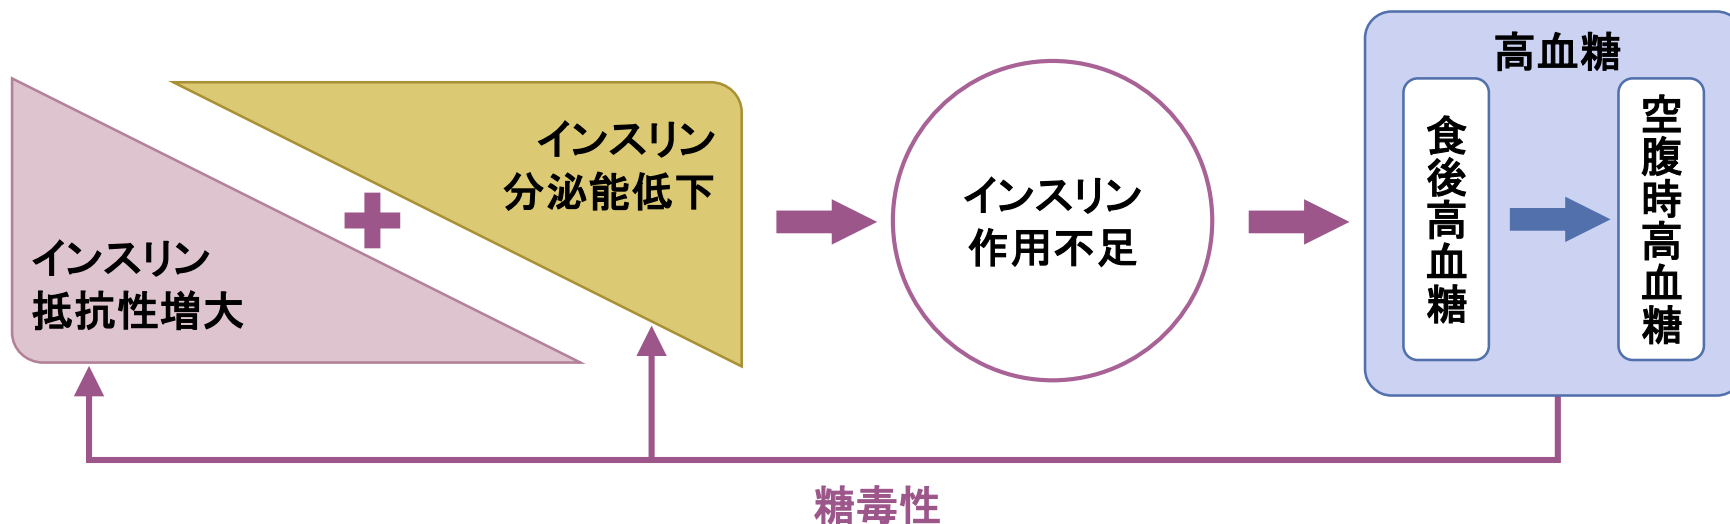 インスリン
抵抗性増大
インスリン
分泌能低下
インスリン
作用不足
高血糖
食後高血糖
空腹時高血糖
糖毒性